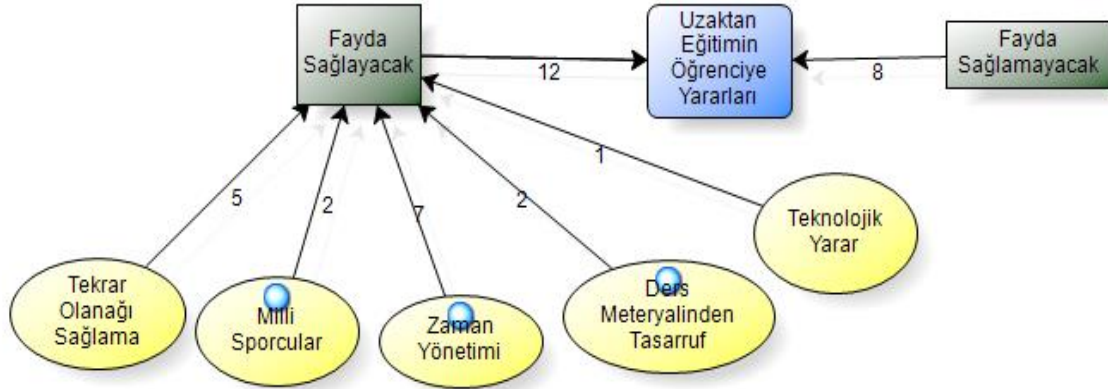 Fayda
Sağlayacak
12
Uzaktan
Eğitimin
Öğrenciye
Yararları
8
Fayda
Sağlamayacak
5
2
7
2
1
Tekrar
Olanağı
Sağlama
Milli
Sporcular
Zaman
Yönetimi
Ders
Meteryalinden
Tasarruf
Teknolojik
Yarar